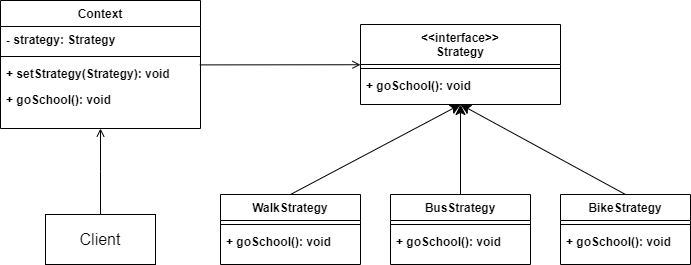 Context
- strategy: Strategy
+ setStrategy(Strategy): void
+ goSchool(): void
<<interface>>
Strategy
+ goSchool(): void
Client
WalkStrategy
+ goSchool(): void
BusStrategy
+ goSchool(): void
BikeStrategy
+ goSchool(): void